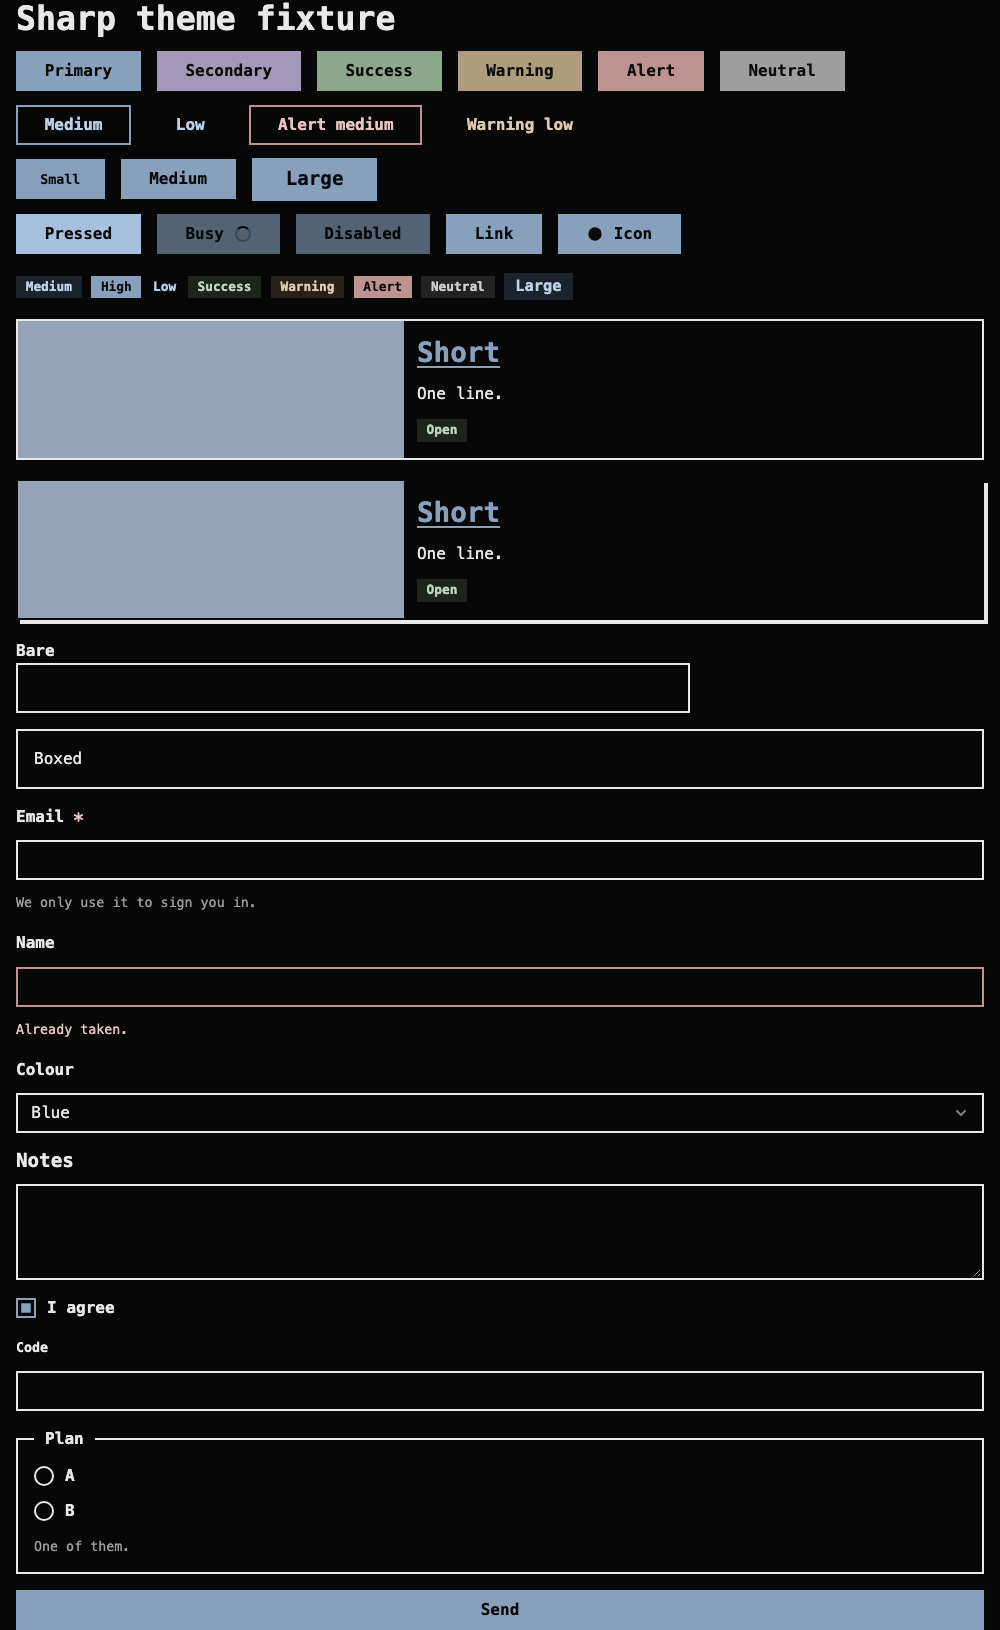 Sharp theme fixture
Primary Secondary Success Warning Alert Neutral
Medium Low Alert medium Warning low
Small Medium Large
Pressed Busy Disabled Link Icon
Medium High Low Success Warning Alert Neutral Large
Short
One line.
Open
Short
One line.
Open
Bare
Boxed
Email *
We only use it to sign you in.
Name
Already taken.
Colour
Blue
Notes
I agree
Code
Plan
A
B
One of them.
Send